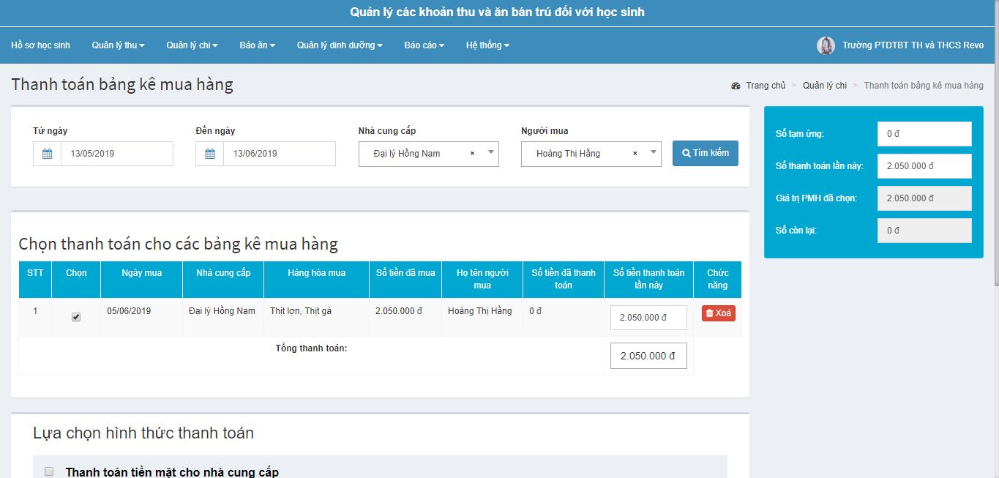 Quản lý các khoản thu và ăn bán trú đối với học sinh
Hồ sơ học sinh Quản lý thu Quản lý chi Báo ăn Quản lý dinh dưỡng Báo cáo Hệ thống Trường PTDTBT TH và THCS Revo
Thanh toán bảng kê mua hàng
Trang chủ > Quản lý chi > Thanh toán bảng kê mua hàng
Từ ngày Đến ngày Nhà cung cấp Người mua
13/05/2019 13/06/2019 Đại lý Hồng Nam × Hoàng Thị Hằng × Tìm kiếm
Số tạm ứng: 0 đ
Số thanh toán lần này: 2.050.000 đ
Giá trị PMH đã chọn: 2.050.000 đ
Số còn lại: 0 đ
Chọn thanh toán cho các bảng kê mua hàng
STT Chọn Ngày mua Nhà cung cấp Hàng hóa mua Số tiền đã mua Họ tên người mua Số tiền đã thanh toán Số tiền thanh toán lần này Chức năng
1 05/06/2019 Đại lý Hồng Nam Thịt lợn, Thịt gà 2.050.000 đ Hoàng Thị Hằng 0 đ 2.050.000 đ Xoá
Tổng thanh toán: 2.050.000 đ
Lựa chọn hình thức thanh toán
Thanh toán tiền mặt cho nhà cung cấp